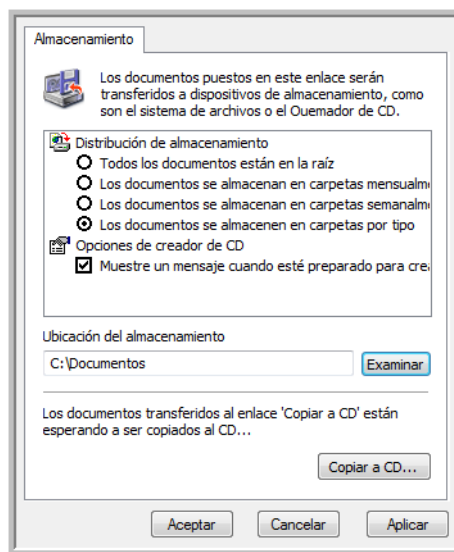 Almacenamiento
Los documentos puestos en este enlace serán
transferidos a dispositivos de almacenamiento, como
son el sistema de archivos o el Quemador de CD.
Distribución de almacenamiento
Todos los documentos están en la raíz
Los documentos se almacenan en carpetas mensualm
Los documentos se almacenan en carpetas semanalm
Los documentos se almacenen en carpetas por tipo
Opciones de creador de CD
Muestre un mensaje cuando esté preparado para crea
Ubicación del almacenamiento
C:\Documentos
Examinar
Los documentos transferidos al enlace 'Copiar a CD' están
esperando a ser copiados al CD...
Copiar a CD...
Aceptar
Cancelar
Aplicar